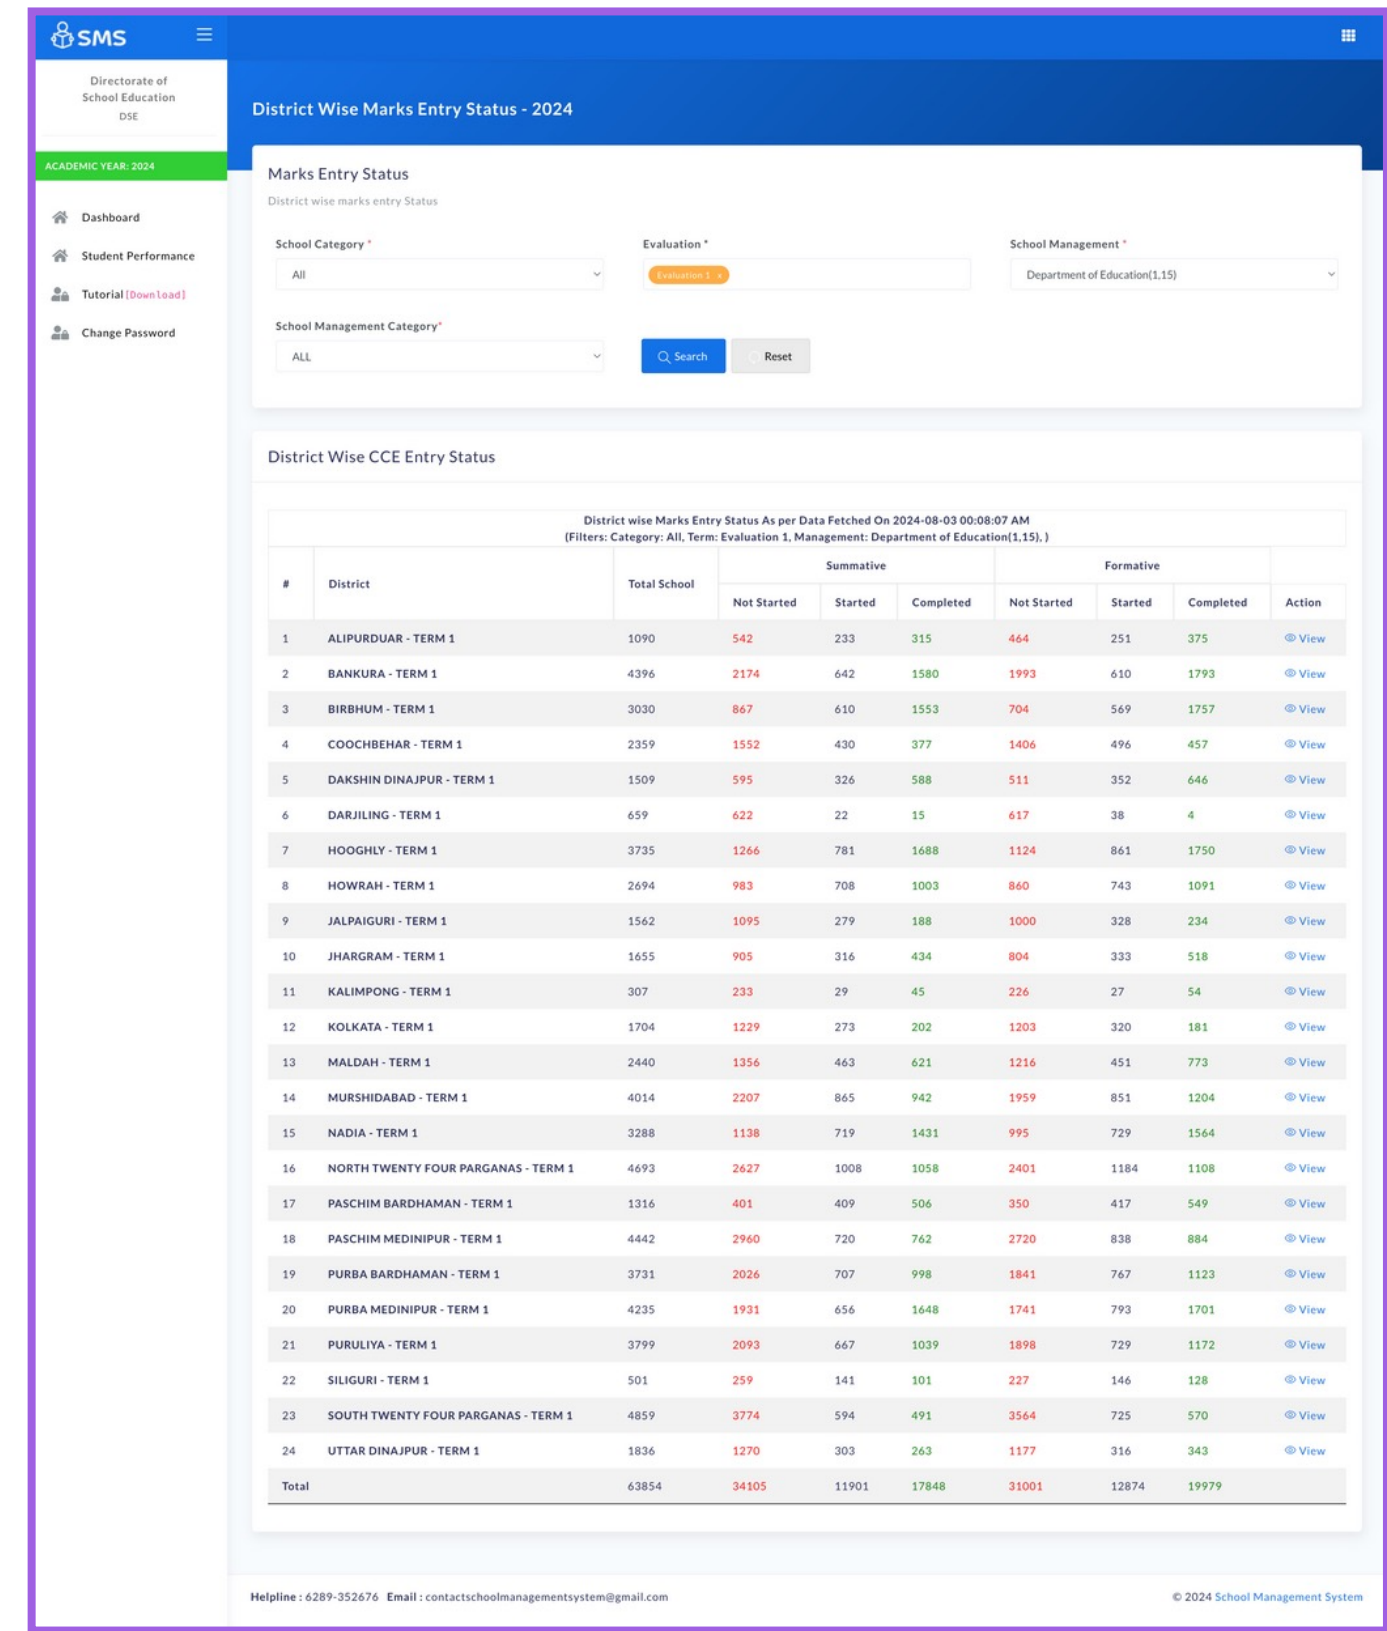 SMS
Directorate of
School Education
DSE
ACADEMIC YEAR: 2024
Dashboard
Student Performance
Tutorial [Download]
Change Password
District Wise Marks Entry Status - 2024
Marks Entry Status
District wise marks entry Status
School Category * Evaluation * School Management *
All Evaluation 1 x Department of Education(1,15)
School Management Category*
ALL Search Reset
District Wise CCE Entry Status
District wise Marks Entry Status As per Data Fetched On 2024-08-03 00:08:07 AM
(Filters: Category: All, Term: Evaluation 1, Management: Department of Education(1,15), )
Summative Formative
# District Total School
Not Started Started Completed Not Started Started Completed Action
1 ALIPURDUAR - TERM 1 1090 542 233 315 464 251 375 View
2 BANKURA - TERM 1 4396 2174 642 1580 1993 610 1793 View
3 BIRBHUM - TERM 1 3030 867 610 1553 704 569 1757 View
4 COOCHBEHAR - TERM 1 2359 1552 430 377 1406 496 457 View
5 DAKSHIN DINAJPUR - TERM 1 1509 595 326 588 511 352 646 View
6 DARJILING - TERM 1 659 622 22 15 617 38 4 View
7 HOOGHLY - TERM 1 3735 1266 781 1688 1124 861 1750 View
8 HOWRAH - TERM 1 2694 983 708 1003 860 743 1091 View
9 JALPAIGURI - TERM 1 1562 1095 279 188 1000 328 234 View
10 JHARGRAM - TERM 1 1655 905 316 434 804 333 518 View
11 KALIMPONG - TERM 1 307 233 29 45 226 27 54 View
12 KOLKATA - TERM 1 1704 1229 273 202 1203 320 181 View
13 MALDAH - TERM 1 2440 1356 463 621 1216 451 773 View
14 MURSHIDABAD - TERM 1 4014 2207 865 942 1959 851 1204 View
15 NADIA - TERM 1 3288 1138 719 1431 995 729 1564 View
16 NORTH TWENTY FOUR PARGANAS - TERM 1 4693 2627 1008 1058 2401 1184 1108 View
17 PASCHIM BARDHAMAN - TERM 1 1316 401 409 506 350 417 549 View
18 PASCHIM MEDINIPUR - TERM 1 4442 2960 720 762 2720 838 884 View
19 PURBA BARDHAMAN - TERM 1 3731 2026 707 998 1841 767 1123 View
20 PURBA MEDINIPUR - TERM 1 4235 1931 656 1648 1741 793 1701 View
21 PURULIYA - TERM 1 3799 2093 667 1039 1898 729 1172 View
22 SILIGURI - TERM 1 501 259 141 101 227 146 128 View
23 SOUTH TWENTY FOUR PARGANAS - TERM 1 4859 3774 594 491 3564 725 570 View
24 UTTAR DINAJPUR - TERM 1 1836 1270 303 263 1177 316 343 View
Total 63854 34105 11901 17848 31001 12874 19979
Helpline : 6289-352676 Email : contactschoolmanagementsystem@gmail.com © 2024 School Management System